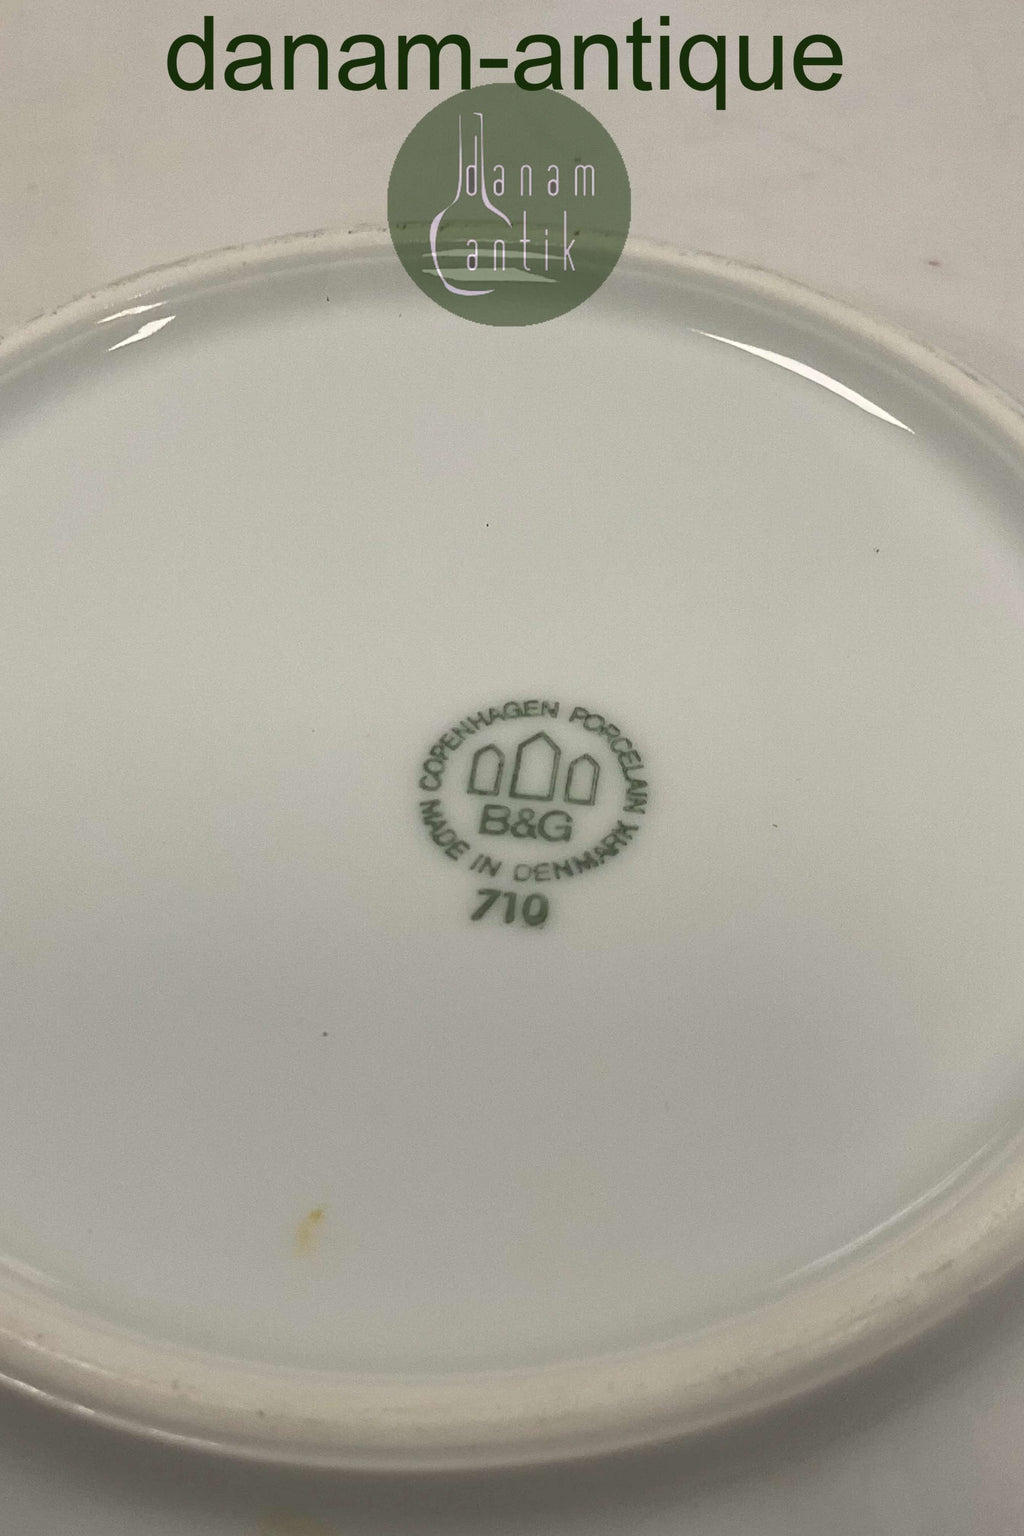 danam-antique
danam
antik
COPENHAGEN PORCELAIN
B&G
MADE IN DENMARK
710